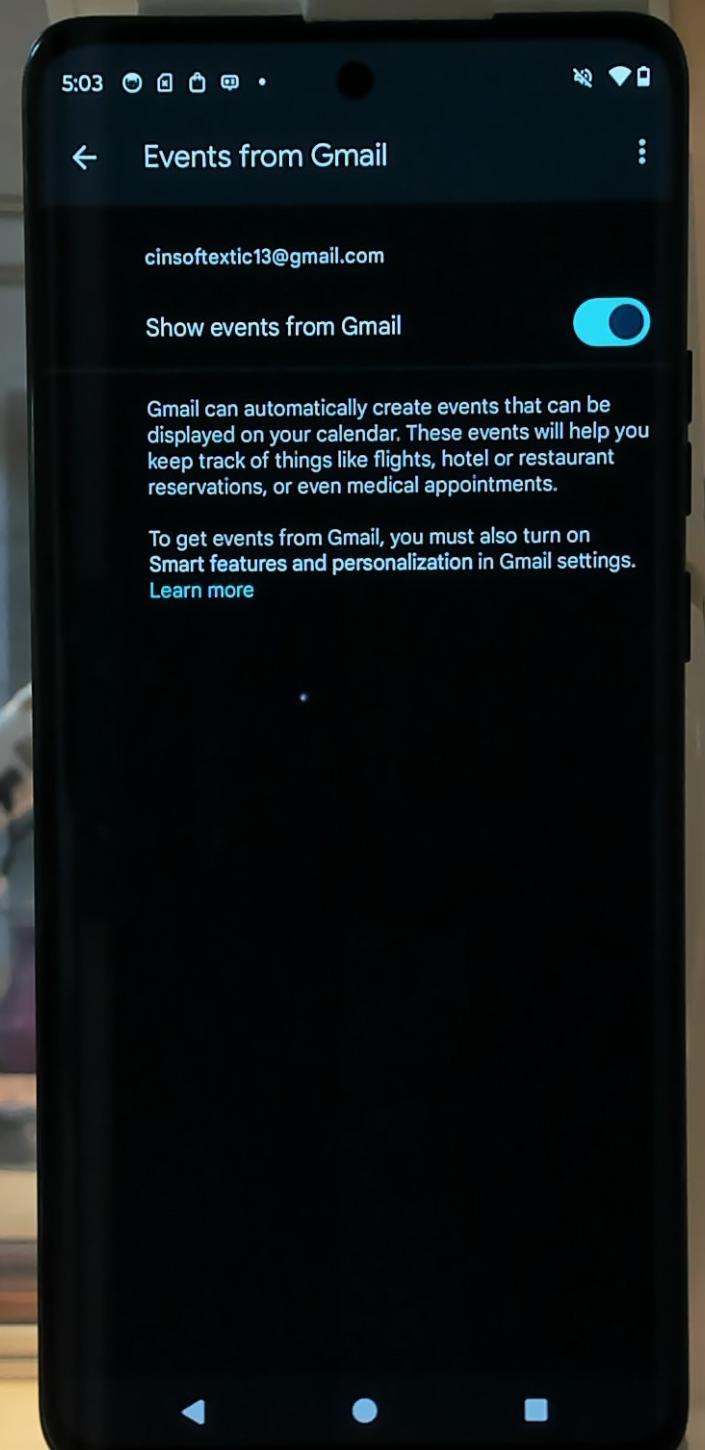 5:03
Events from Gmail
cinsoftextic13@gmail.com
Show events from Gmail
Gmail can automatically create events that can be
displayed on your calendar. These events will help you
keep track of things like flights, hotel or restaurant
reservations, or even medical appointments.
To get events from Gmail, you must also turn on
Smart features and personalization in Gmail settings.
Learn more